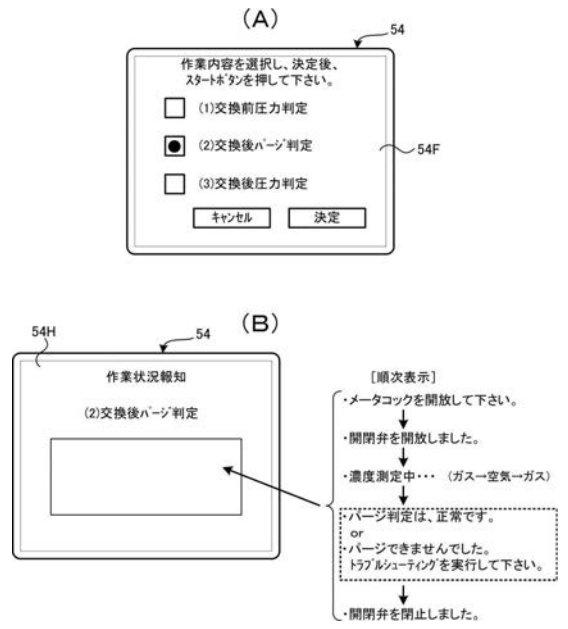 (A)
54
作業内容を選択し、決定後、
スタートボタンを押して下さい。
(1)交換前圧力判定
(2)交換後パージ判定
54F
(3)交換後圧力判定
キャンセル
決定
(B)
54H
54
作業状況報知
(2)交換後パージ判定
[順次表示]
・メータコックを開放して下さい。
・開閉弁を開放しました。
・濃度測定中・・・ (ガス→空気→ガス)
・パージ判定は、正常です。
or
・パージできませんでした。
トラブルシューティングを実行して下さい。
・開閉弁を閉止しました。